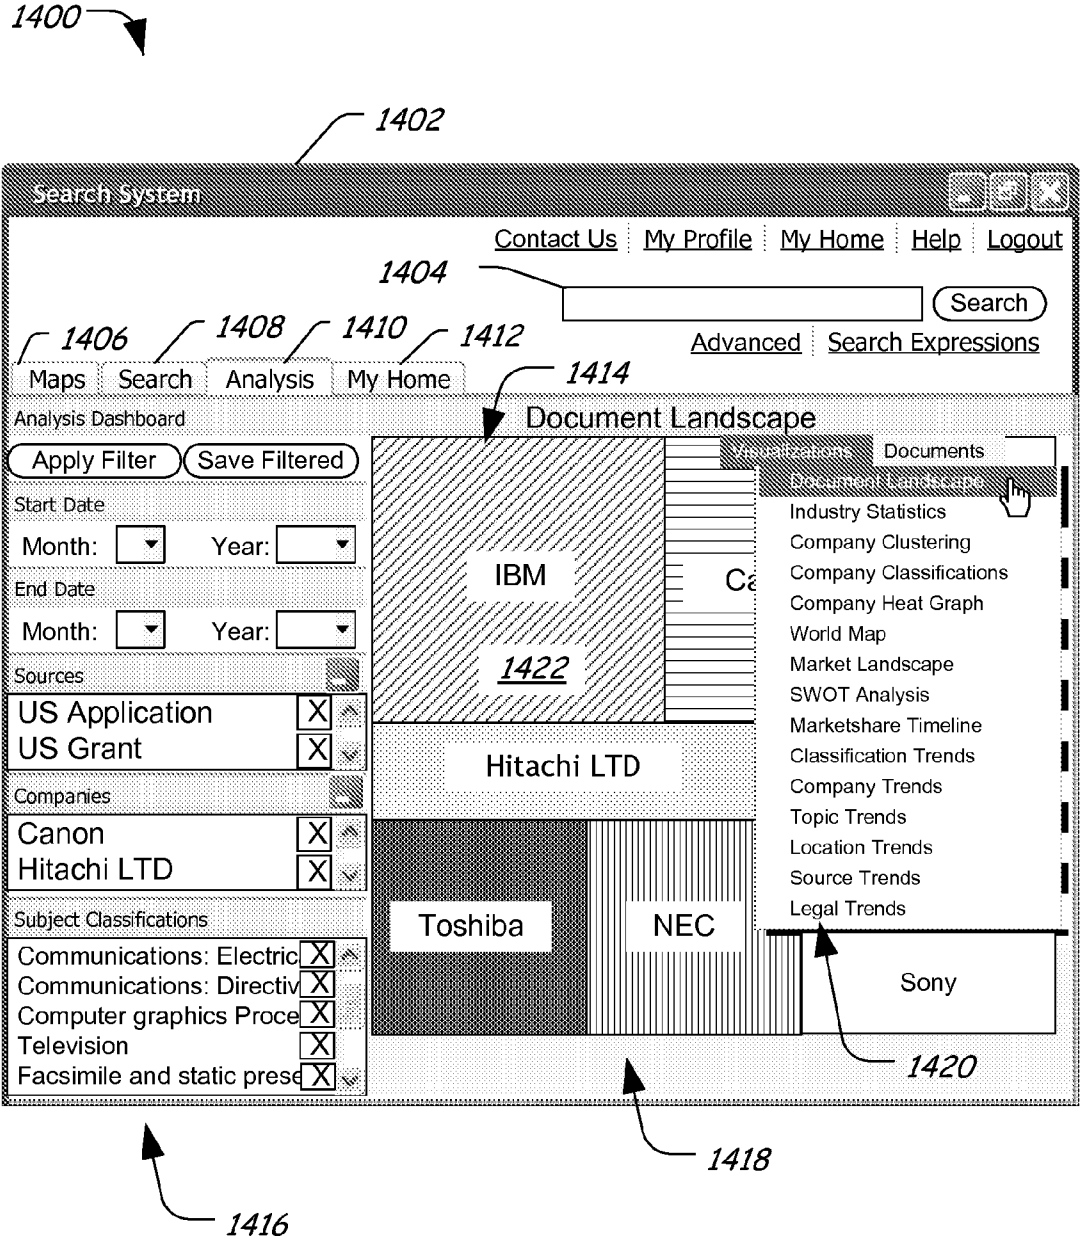 1400
1402
Search System
Contact Us My Profile My Home Help Logout
1404
Search
Advanced Search Expressions
1406 1408 1410 1412
Maps Search Analysis My Home
1414
Analysis Dashboard
Document Landscape
Apply Filter Save Filtered
Visualizations Documents
Start Date
Document Landscape
Industry Statistics
Month: Year:
Company Clustering
IBM
Ca
Company Classifications
End Date
Company Heat Graph
Month: Year:
World Map
1422
Market Landscape
Sources
SWOT Analysis
US Application X
Marketshare Timeline
US Grant X
Hitachi LTD
Classification Trends
Companies
Company Trends
Canon X
Topic Trends
Hitachi LTD X
Location Trends
Source Trends
Subject Classifications
Legal Trends
Toshiba NEC
Communications: Electric X
Communications: Directiv X
Sony
Computer graphics Proce X
Television X
Facsimile and static prese X
1420
1418
1416